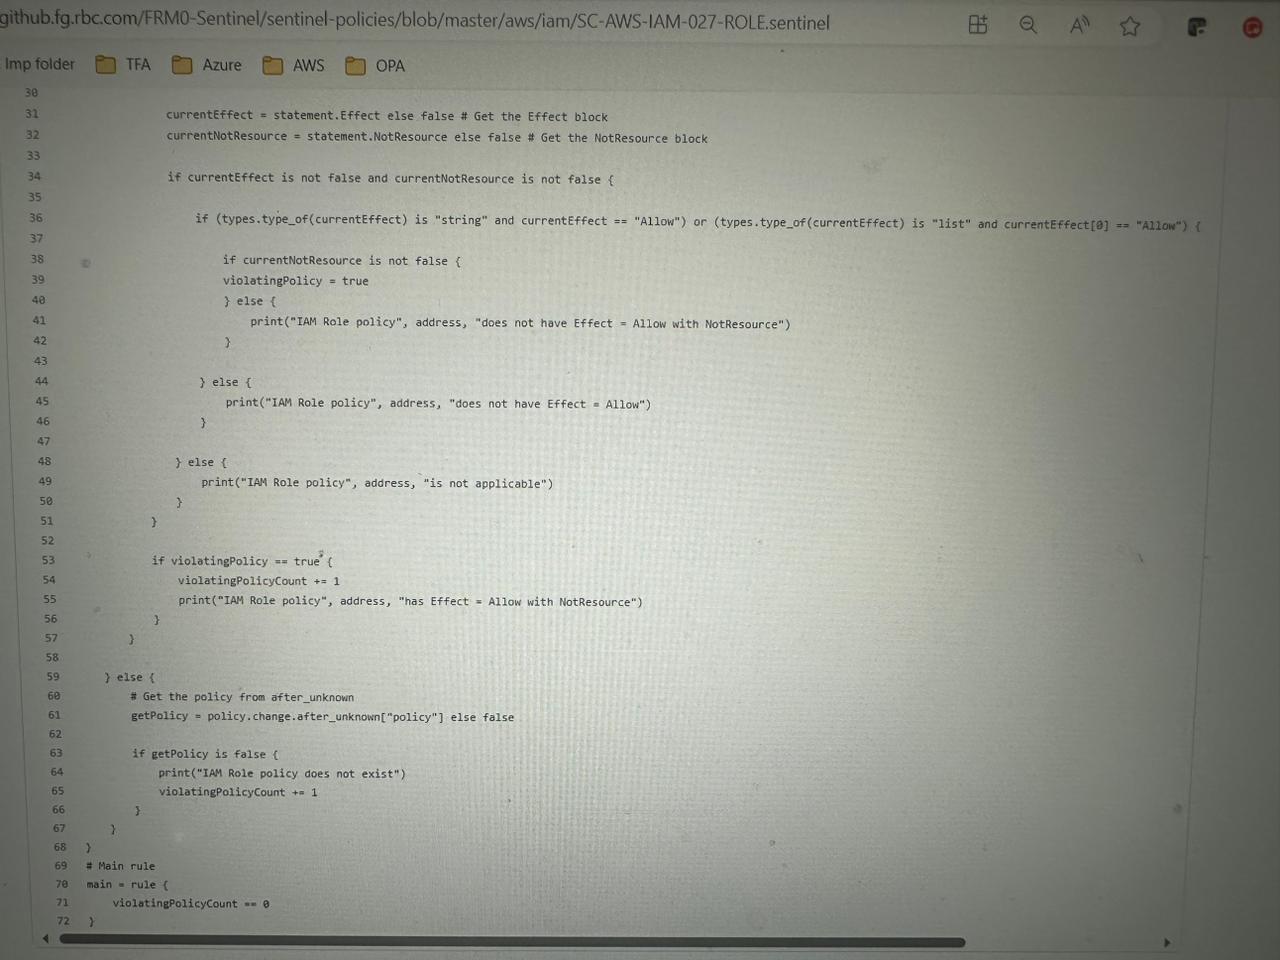 github.fg.rbc.com/FRM0-Sentinel/sentinel-policies/blob/master/aws/iam/SC-AWS-IAM-027-ROLE.sentinel
Imp folder TFA Azure AWS OPA
30
31 currentEffect = statement.Effect else false # Get the Effect block
32 currentNotResource = statement.NotResource else false # Get the NotResource block
33
34 if currentEffect is not false and currentNotResource is not false {
35
36 if (types.type_of(currentEffect) is "string" and currentEffect == "Allow") or (types.type_of(currentEffect) is "list" and currentEffect[0] == "Allow") {
37
38 if currentNotResource is not false {
39 violatingPolicy = true
40 } else {
41 print("IAM Role policy", address, "does not have Effect = Allow with NotResource")
42 }
43
44 } else {
45 print("IAM Role policy", address, "does not have Effect = Allow")
46 }
47
48 } else {
49 print("IAM Role policy", address, "is not applicable")
50 }
51 }
52
53 if violatingPolicy == true {
54 violatingPolicyCount += 1
55 print("IAM Role policy", address, "has Effect = Allow with NotResource")
56 }
57 }
58
59 } else {
60 # Get the policy from after_unknown
61 getPolicy = policy.change.after_unknown["policy"] else false
62
63 if getPolicy is false {
64 print("IAM Role policy does not exist")
65 violatingPolicyCount += 1
66 }
67 }
68 }
69 # Main rule
70 main = rule {
71 violatingPolicyCount == 0
72 }